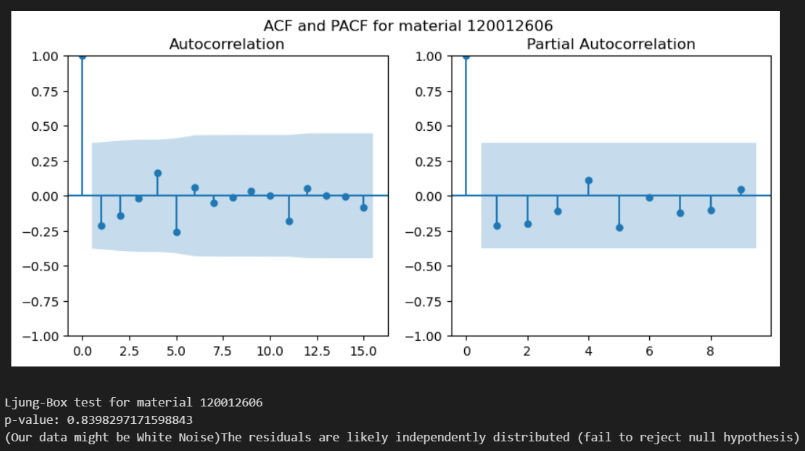 ACF and PACF for material 120012606
Autocorrelation
1.00
0.75
0.50
0.25
0.00
−0.25
−0.50
−0.75
−1.00
0.0 2.5 5.0 7.5 10.0 12.5 15.0
Partial Autocorrelation
1.00
0.75
0.50
0.25
0.00
−0.25
−0.50
−0.75
−1.00
0 2 4 6 8
Ljung-Box test for material 120012606
p-value: 0.8398297171598843
(Our data might be White Noise)The residuals are likely independently distributed (fail to reject null hypothesis)